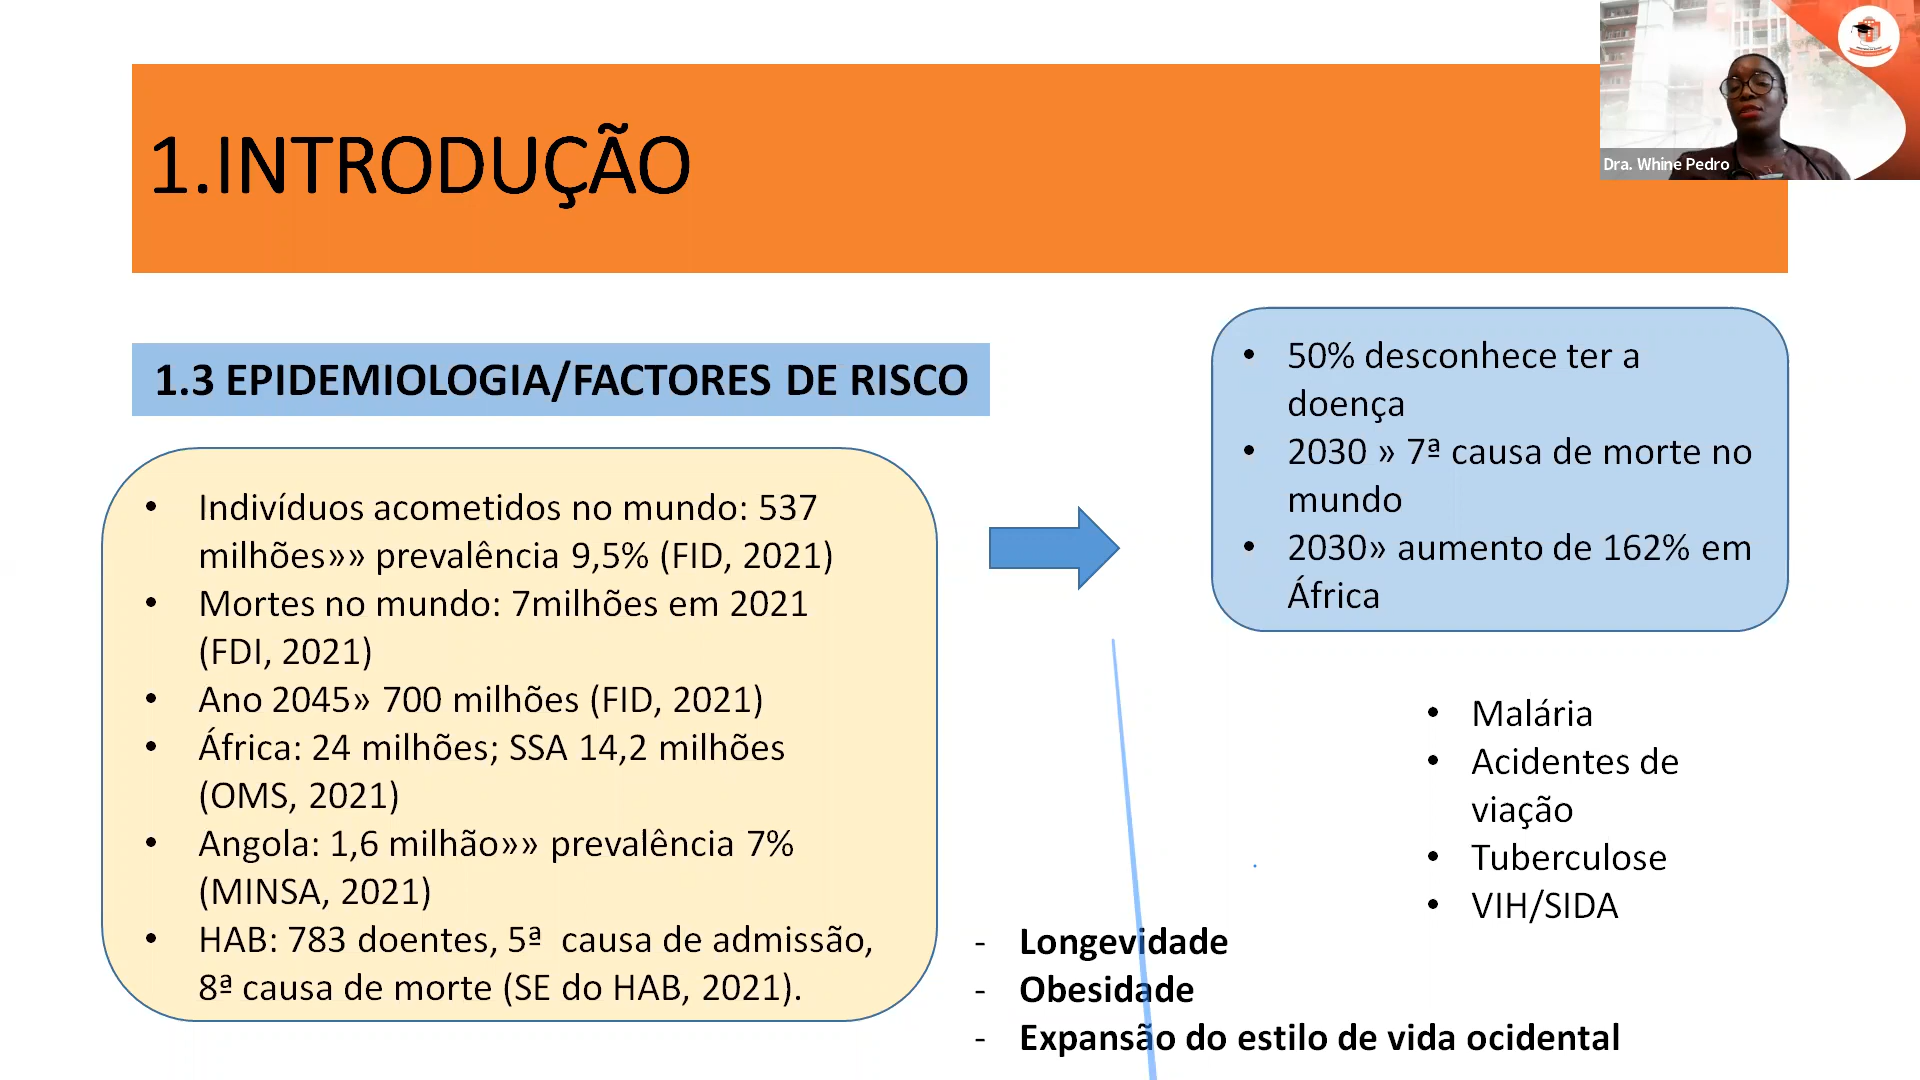 1.INTRODUÇÃO
Dra. Whine Pedro
1.3 EPIDEMIOLOGIA/FACTORES DE RISCO
• Indivíduos acometidos no mundo: 537
milhões»» prevalência 9,5% (FID, 2021)
• Mortes no mundo: 7milhões em 2021
(FDI, 2021)
• Ano 2045» 700 milhões (FID, 2021)
• África: 24 milhões; SSA 14,2 milhões
(OMS, 2021)
• Angola: 1,6 milhão»» prevalência 7%
(MINSA, 2021)
• HAB: 783 doentes, 5ª causa de admissão,
8ª causa de morte (SE do HAB, 2021).
• 50% desconhece ter a
doença
• 2030 » 7ª causa de morte no
mundo
• 2030» aumento de 162% em
África
• Malária
• Acidentes de
viação
• Tuberculose
• VIH/SIDA
- Longevidade
- Obesidade
- Expansão do estilo de vida ocidental